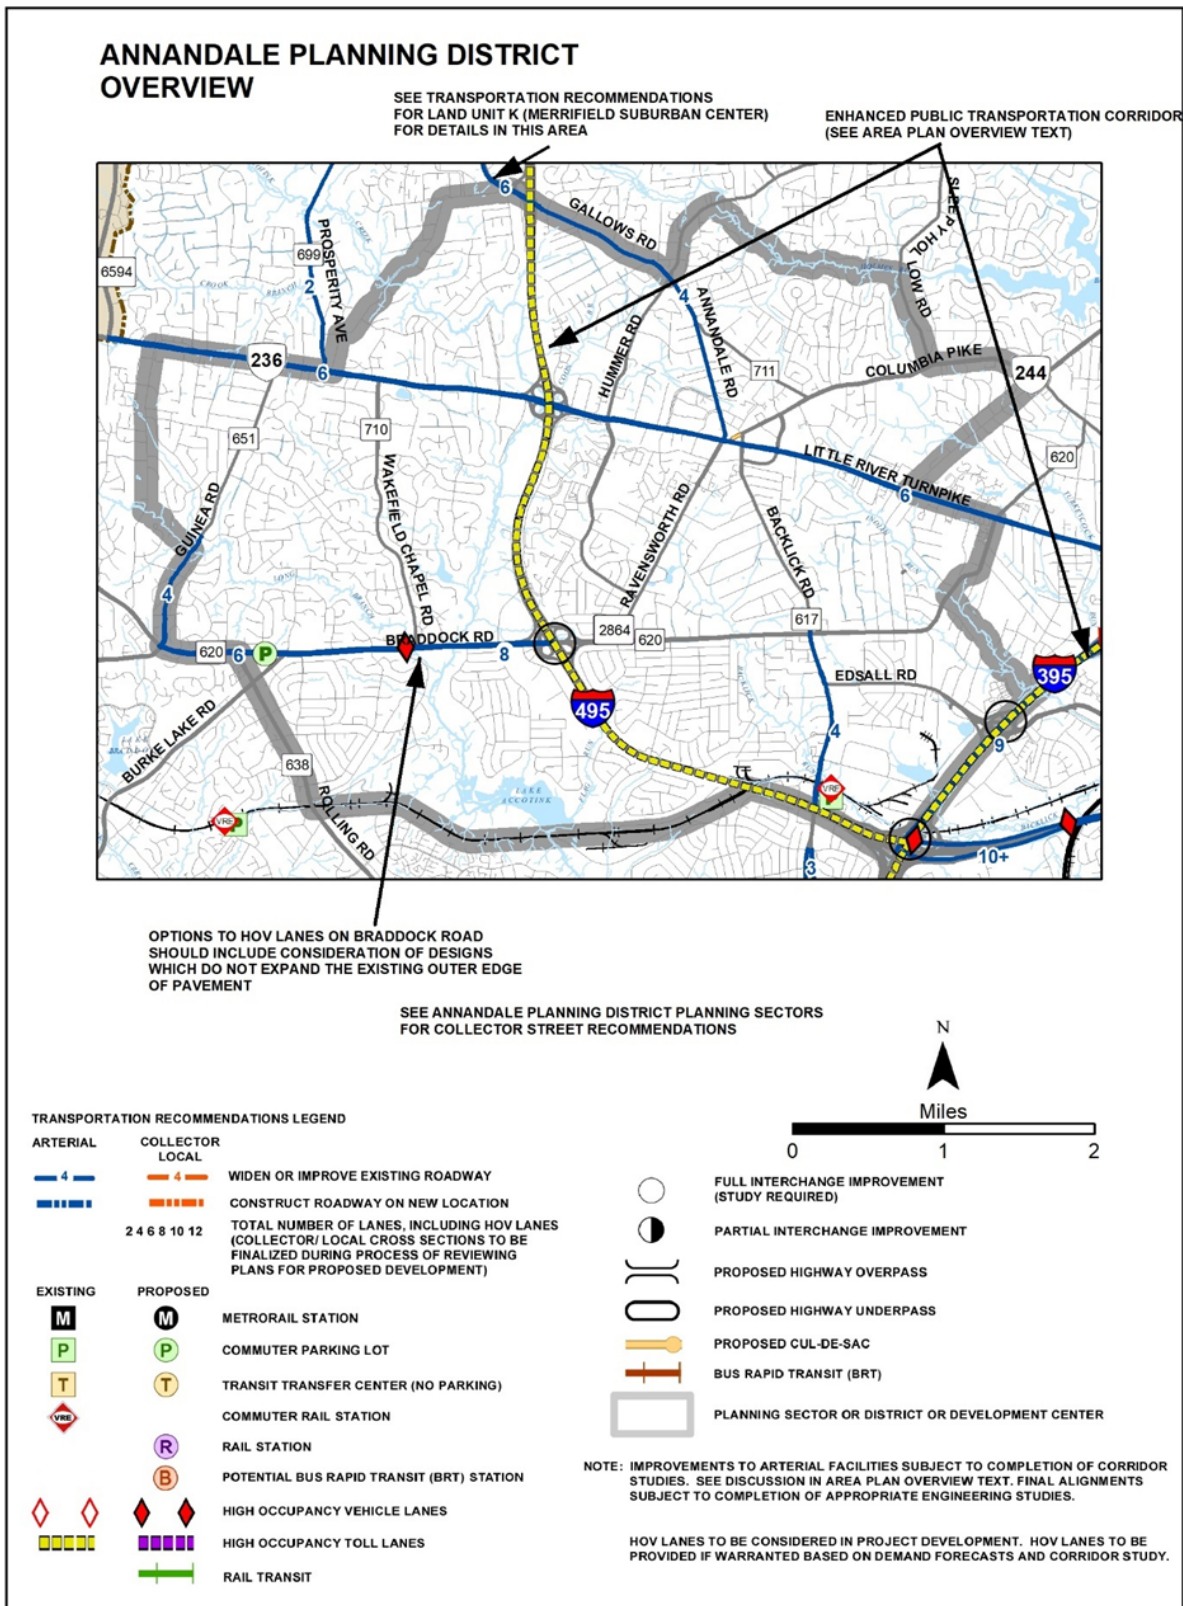 ANNANDALE PLANNING DISTRICT
OVERVIEW
SEE TRANSPORTATION RECOMMENDATIONS
FOR LAND UNIT K (MERRIFIELD SUBURBAN CENTER)
FOR DETAILS IN THIS AREA
ENHANCED PUBLIC TRANSPORTATION CORRIDOR
(SEE AREA PLAN OVERVIEW TEXT)
6
GALLOWS RD
SLEEPY HOL
LOW RD
PROSPERITY AVE
699
2
6594
4
ANNANDALE RD
HUMMER RD
COLUMBIA PIKE
244
236
6
711
710
651
620
LITTLE RIVER TURNPIKE
6
WAKEFIELD CHAPEL RD
GUINEA RD
RAVENSWORTH RD
BACKLICK RD
4
617
2864
620
BRADDOCK RD
620
6
P
8
EDSALL RD
395
495
9
4
BURKE LAKE RD
638
ROLLING RD
LAKE
ACCOTINK
VRE
P
VRE
10+
3
OPTIONS TO HOV LANES ON BRADDOCK ROAD
SHOULD INCLUDE CONSIDERATION OF DESIGNS
WHICH DO NOT EXPAND THE EXISTING OUTER EDGE
OF PAVEMENT
SEE ANNANDALE PLANNING DISTRICT PLANNING SECTORS
FOR COLLECTOR STREET RECOMMENDATIONS
N
Miles
0 1 2
TRANSPORTATION RECOMMENDATIONS LEGEND
ARTERIAL COLLECTOR
LOCAL
4 4 WIDEN OR IMPROVE EXISTING ROADWAY
CONSTRUCT ROADWAY ON NEW LOCATION
2 4 6 8 10 12 TOTAL NUMBER OF LANES, INCLUDING HOV LANES
(COLLECTOR/ LOCAL CROSS SECTIONS TO BE
FINALIZED DURING PROCESS OF REVIEWING
PLANS FOR PROPOSED DEVELOPMENT)
EXISTING PROPOSED
M M METRORAIL STATION
P P COMMUTER PARKING LOT
T T TRANSIT TRANSFER CENTER (NO PARKING)
VRE COMMUTER RAIL STATION
R RAIL STATION
B POTENTIAL BUS RAPID TRANSIT (BRT) STATION
HIGH OCCUPANCY VEHICLE LANES
HIGH OCCUPANCY TOLL LANES
RAIL TRANSIT
FULL INTERCHANGE IMPROVEMENT
(STUDY REQUIRED)
PARTIAL INTERCHANGE IMPROVEMENT
PROPOSED HIGHWAY OVERPASS
PROPOSED HIGHWAY UNDERPASS
PROPOSED CUL-DE-SAC
BUS RAPID TRANSIT (BRT)
PLANNING SECTOR OR DISTRICT OR DEVELOPMENT CENTER
NOTE: IMPROVEMENTS TO ARTERIAL FACILITIES SUBJECT TO COMPLETION OF CORRIDOR
STUDIES. SEE DISCUSSION IN AREA PLAN OVERVIEW TEXT. FINAL ALIGNMENTS
SUBJECT TO COMPLETION OF APPROPRIATE ENGINEERING STUDIES.
HOV LANES TO BE CONSIDERED IN PROJECT DEVELOPMENT. HOV LANES TO BE
PROVIDED IF WARRANTED BASED ON DEMAND FORECASTS AND CORRIDOR STUDY.